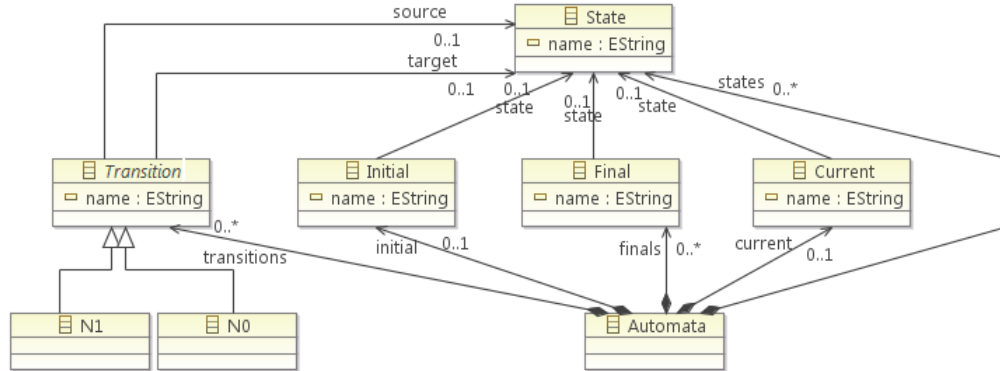 State
name : EString
source
0..1
target
0..1
0..1
state
0..1
state
0..1
state
states
0..*
Transition
name : EString
Initial
name : EString
Final
name : EString
Current
name : EString
0..*
transitions
initial
0..1
finals
0..*
current
0..1
N1
N0
Automata